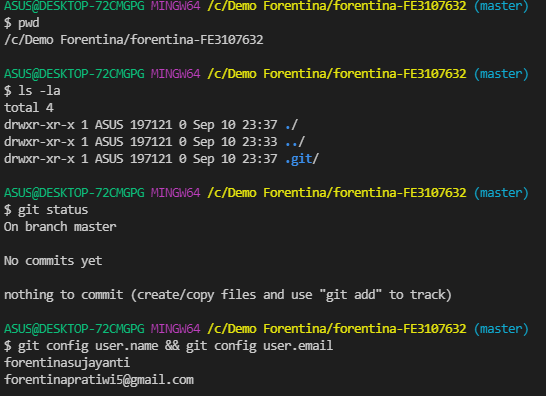 ASUS@DESKTOP-72CMGPG MINGW64 /c/Demo Forentina/forentina-FE3107632 (master)
$ pwd
/c/Demo Forentina/forentina-FE3107632
ASUS@DESKTOP-72CMGPG MINGW64 /c/Demo Forentina/forentina-FE3107632 (master)
$ ls -la
total 4
drwxr-xr-x 1 ASUS 197121 0 Sep 10 23:37 ./
drwxr-xr-x 1 ASUS 197121 0 Sep 10 23:33 ../
drwxr-xr-x 1 ASUS 197121 0 Sep 10 23:37 .git/
ASUS@DESKTOP-72CMGPG MINGW64 /c/Demo Forentina/forentina-FE3107632 (master)
$ git status
On branch master
No commits yet
nothing to commit (create/copy files and use "git add" to track)
ASUS@DESKTOP-72CMGPG MINGW64 /c/Demo Forentina/forentina-FE3107632 (master)
$ git config user.name && git config user.email
forentinasujayanti
forentinapratiwi5@gmail.com